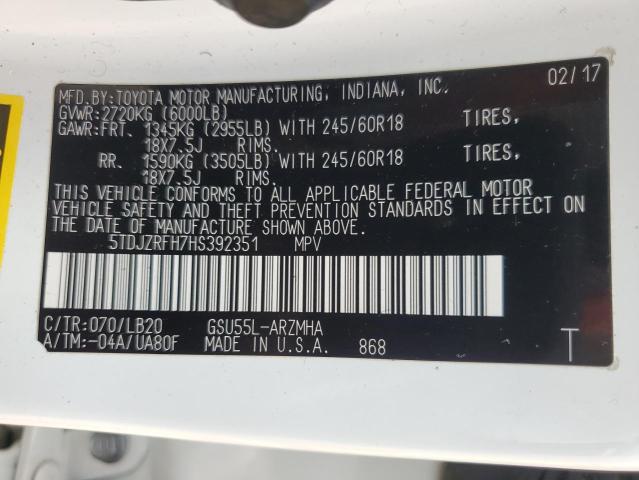 MFD.BY:TOYOTA MOTOR MANUFACTURING, INDIANA, INC. 02/17
GVWR:2720KG (6000LB)
GAWR:FRT. 1345KG (2955LB) WITH 245/60R18 TIRES,
18X7.5J RIMS.
RR. 1590KG (3505LB) WITH 245/60R18 TIRES,
18X7.5J RIMS.
THIS VEHICLE CONFORMS TO ALL APPLICABLE FEDERAL MOTOR
VEHICLE SAFETY AND THEFT PREVENTION STANDARDS IN EFFECT ON
THE DATE OF MANUFACTURE SHOWN ABOVE.
5TDJZRFH7HS392351 MPV
C/TR:070/LB20 GSU55L-ARZMHA
A/TM:-04A/UA80F MADE IN U.S.A. 868 T